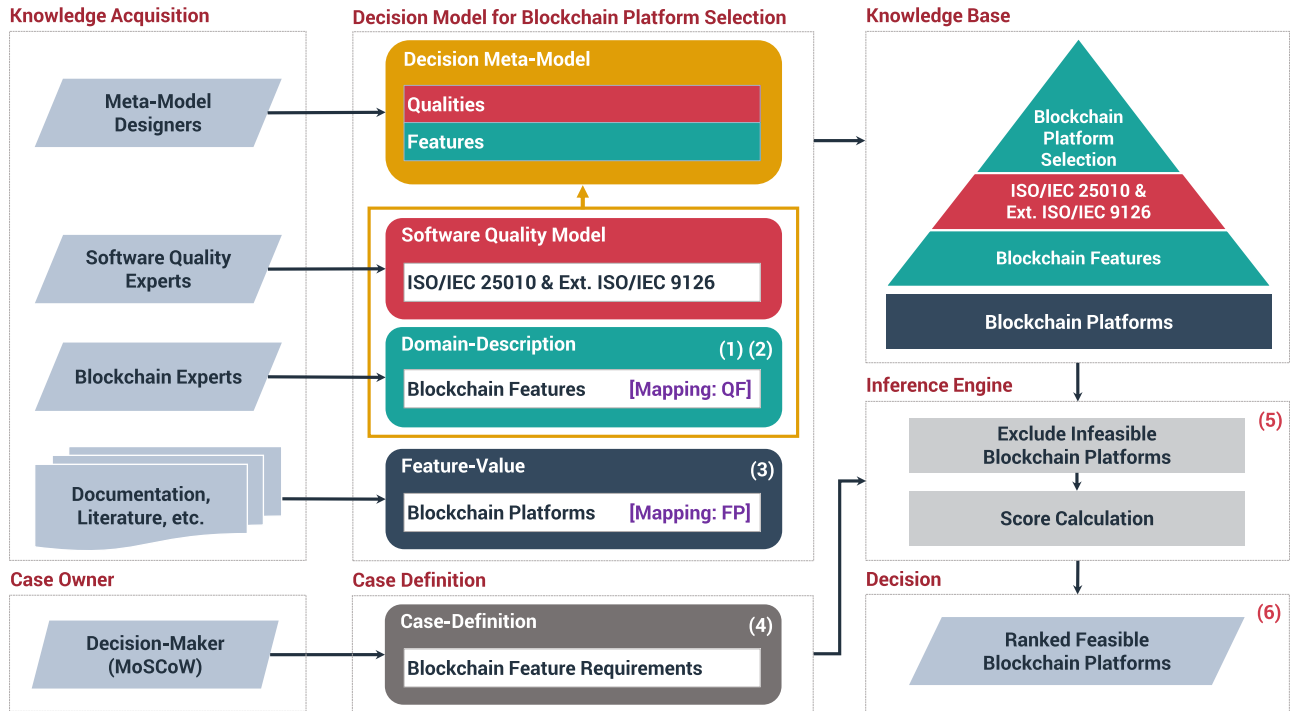 Knowledge Acquisition
Meta-Model
Designers
Software Quality
Experts
Blockchain Experts
Documentation,
Literature, etc.
Case Owner
Decision-Maker
(MoSCoW)
Decision Model for Blockchain Platform Selection
Decision Meta-Model
Qualities
Features
Software Quality Model
ISO/IEC 25010 & Ext. ISO/IEC 9126
Domain-Description (1) (2)
Blockchain Features [Mapping: QF]
Feature-Value (3)
Blockchain Platforms [Mapping: FP]
Case Definition
Case-Definition (4)
Blockchain Feature Requirements
Knowledge Base
Blockchain
Platform
Selection
ISO/IEC 25010 &
Ext. ISO/IEC 9126
Blockchain Features
Blockchain Platforms
Inference Engine
(5)
Exclude Infeasible
Blockchain Platforms
Score Calculation
Decision
(6)
Ranked Feasible
Blockchain Platforms